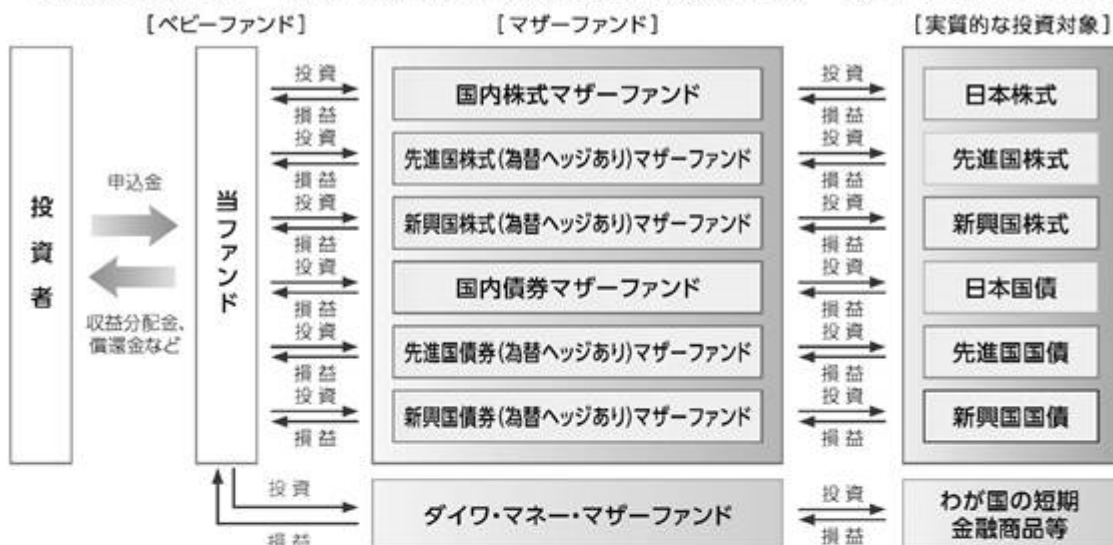 [ベビーファンド]
[マザーファンド]
[実質的な投資対象]
投資者
申込金
収益分配金、
償還金など
当ファンド
投資
損益
国内株式マザーファンド
投資
損益
日本株式
投資
損益
先進国株式(為替ヘッジあり)マザーファンド
投資
損益
先進国株式
投資
損益
新興国株式(為替ヘッジあり)マザーファンド
投資
損益
新興国株式
投資
損益
国内債券マザーファンド
投資
損益
日本国債
投資
損益
先進国債券(為替ヘッジあり)マザーファンド
投資
損益
先進国国債
投資
損益
新興国債券(為替ヘッジあり)マザーファンド
投資
損益
新興国国債
投資
損益
ダイワ・マネー・マザーファンド
投資
損益
わが国の短期
金融商品等